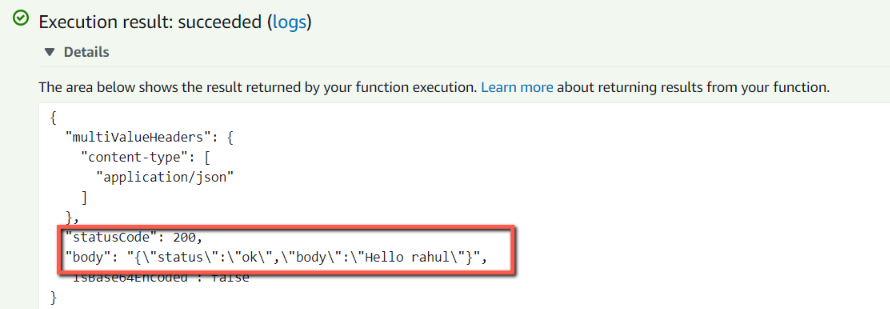 Execution result: succeeded (logs)
Details
The area below shows the result returned by your function execution. Learn more about returning results from your function.
{
  "multiValueHeaders": {
    "content-type": [
      "application/json"
    ]
  },
  "statusCode": 200,
  "body": "{\"status\":\"ok\",\"body\":\"Hello rahul\"}",
  "isBase64Encoded": false
}